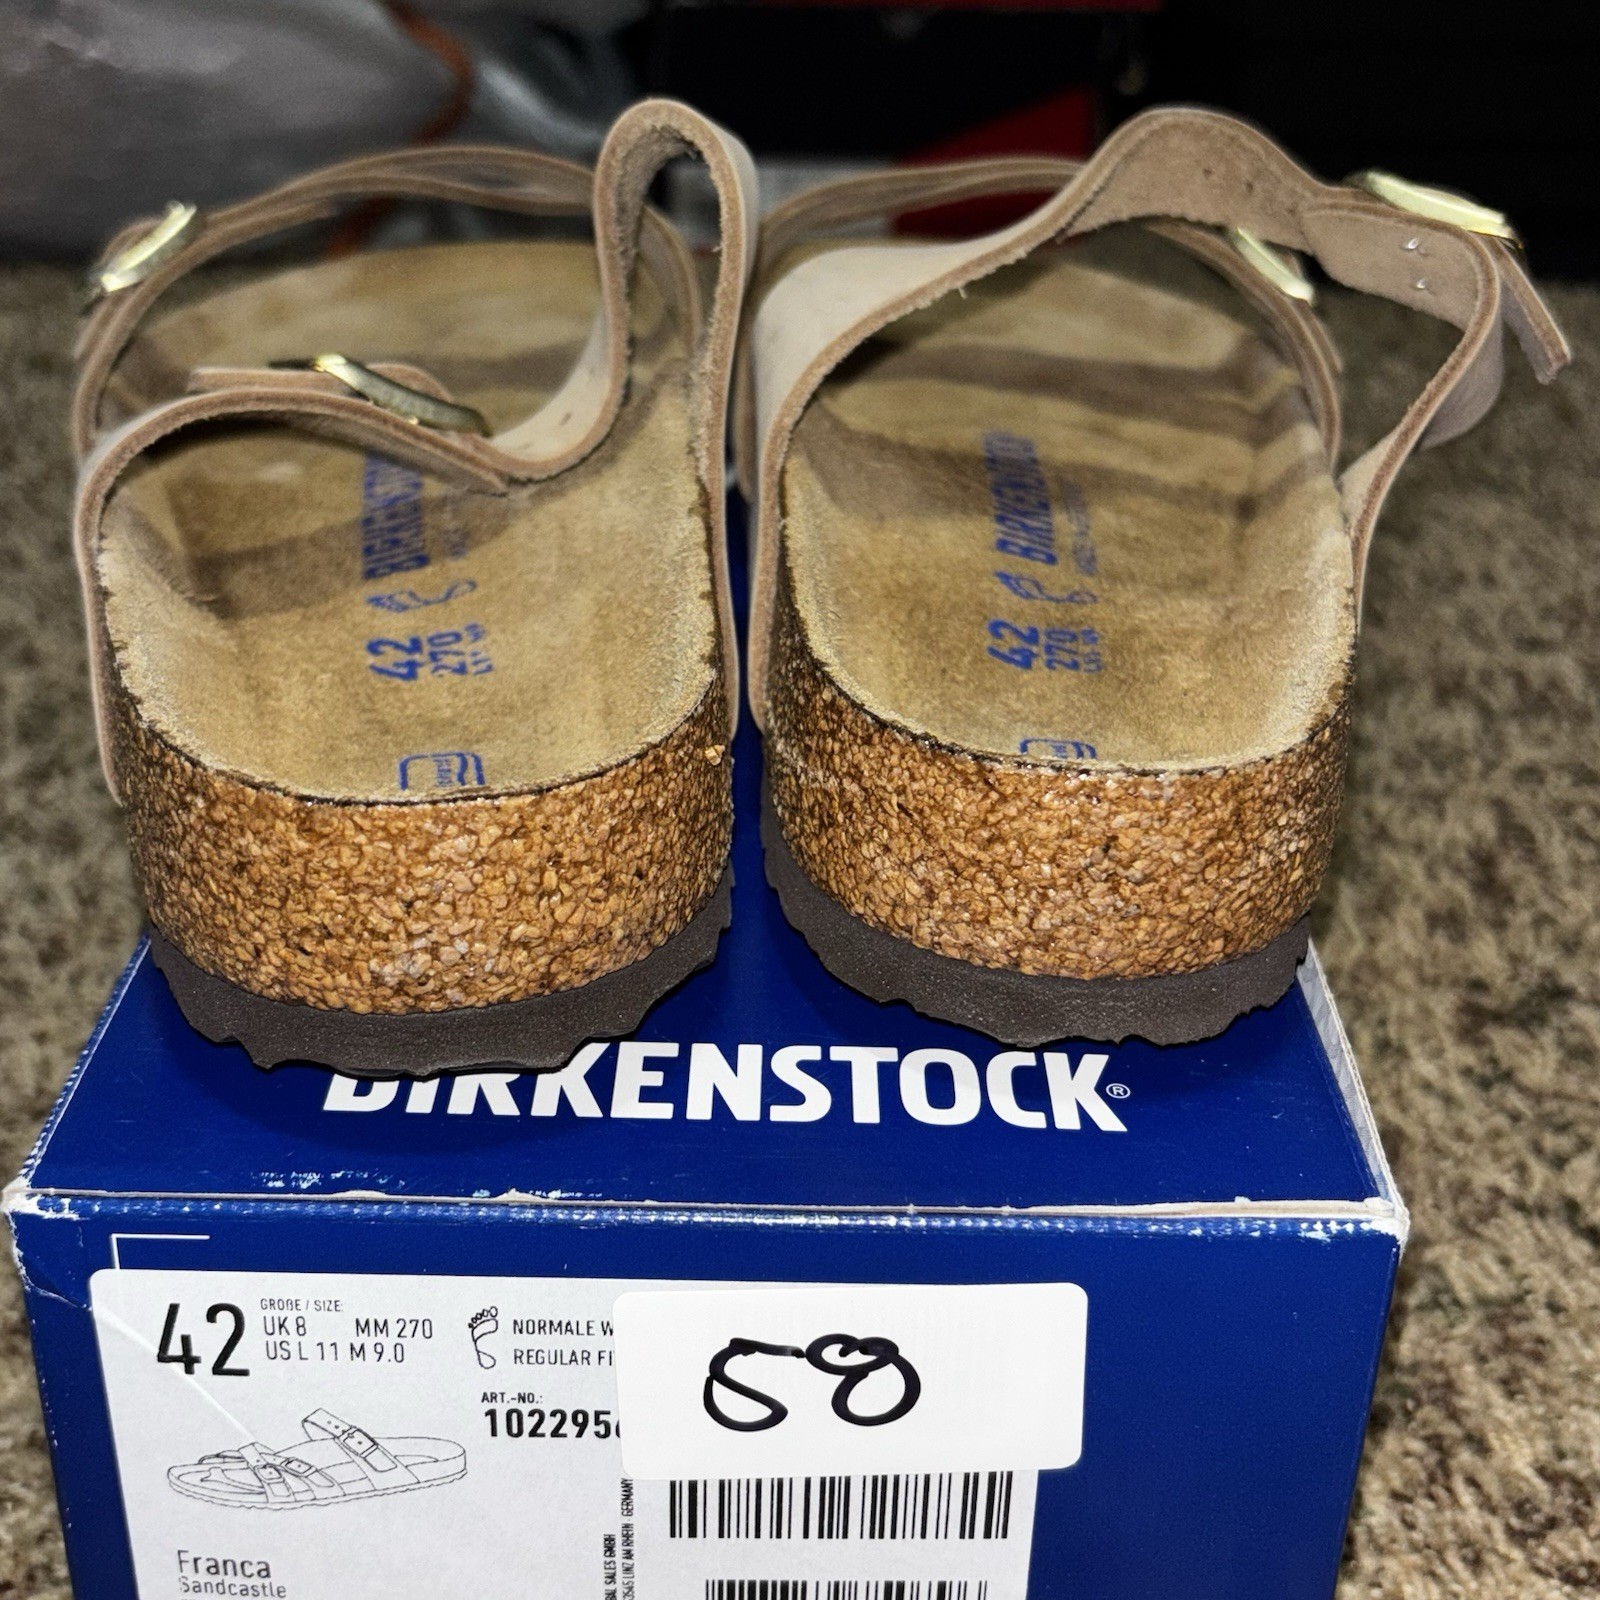 BIRKENSTOCK
42
270
BIRKENSTOCK
42
270
BIRKENSTOCK®
42
GROßE / SIZE:
UK 8 MM 270
US L 11 M 9.0
NORMALE W
REGULAR FI
ART.-NO.:
102295
58
Franca
Sandcastle